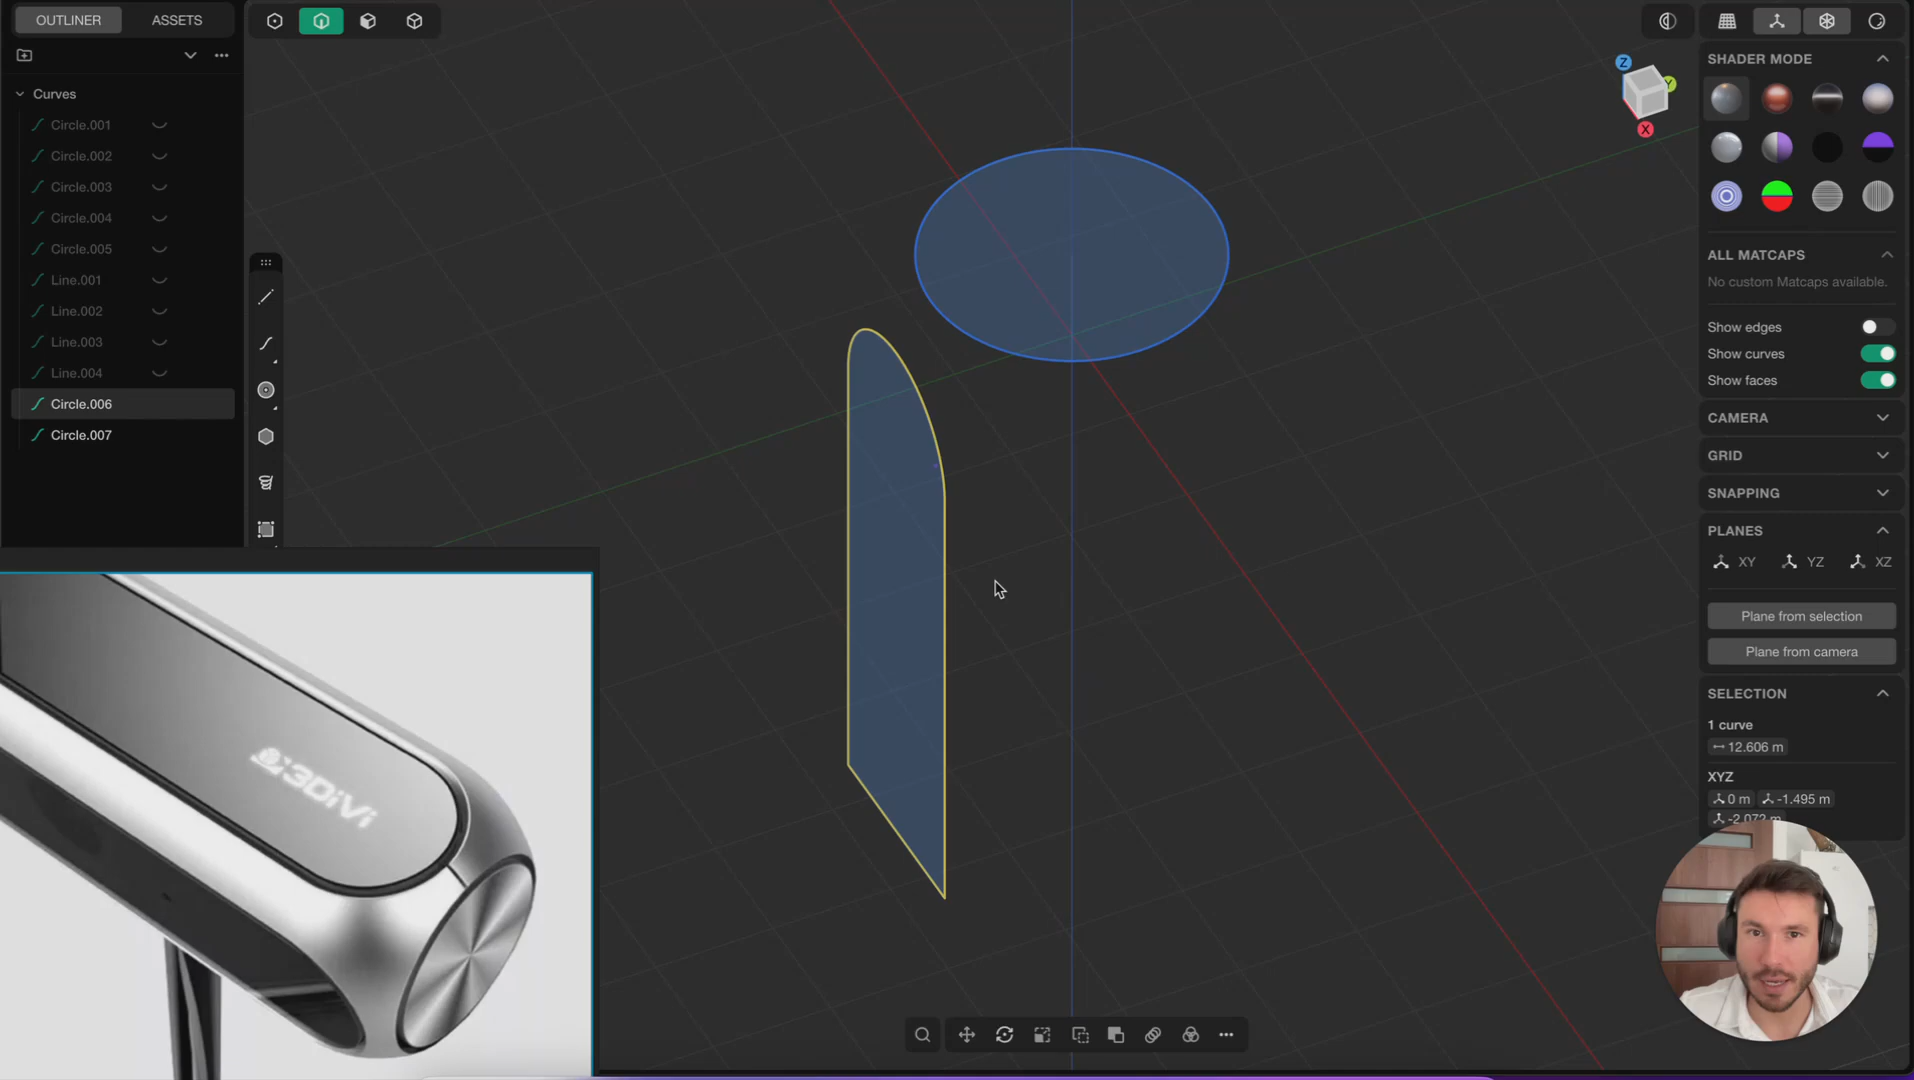 OUTLINER
ASSETS
Curves
Circle.001
Circle.002
Circle.003
Circle.004
Circle.005
Line.001
Line.002
Line.003
Line.004
Circle.006
Circle.007
3DiVi
Z
Y
X
SHADER MODE
ALL MATCAPS
No custom Matcaps available.
Show edges
Show curves
Show faces
CAMERA
GRID
SNAPPING
PLANES
XY
YZ
XZ
Plane from selection
Plane from camera
SELECTION
1 curve
12.606 m
XYZ
0 m
-1.495 m
-2.072 m